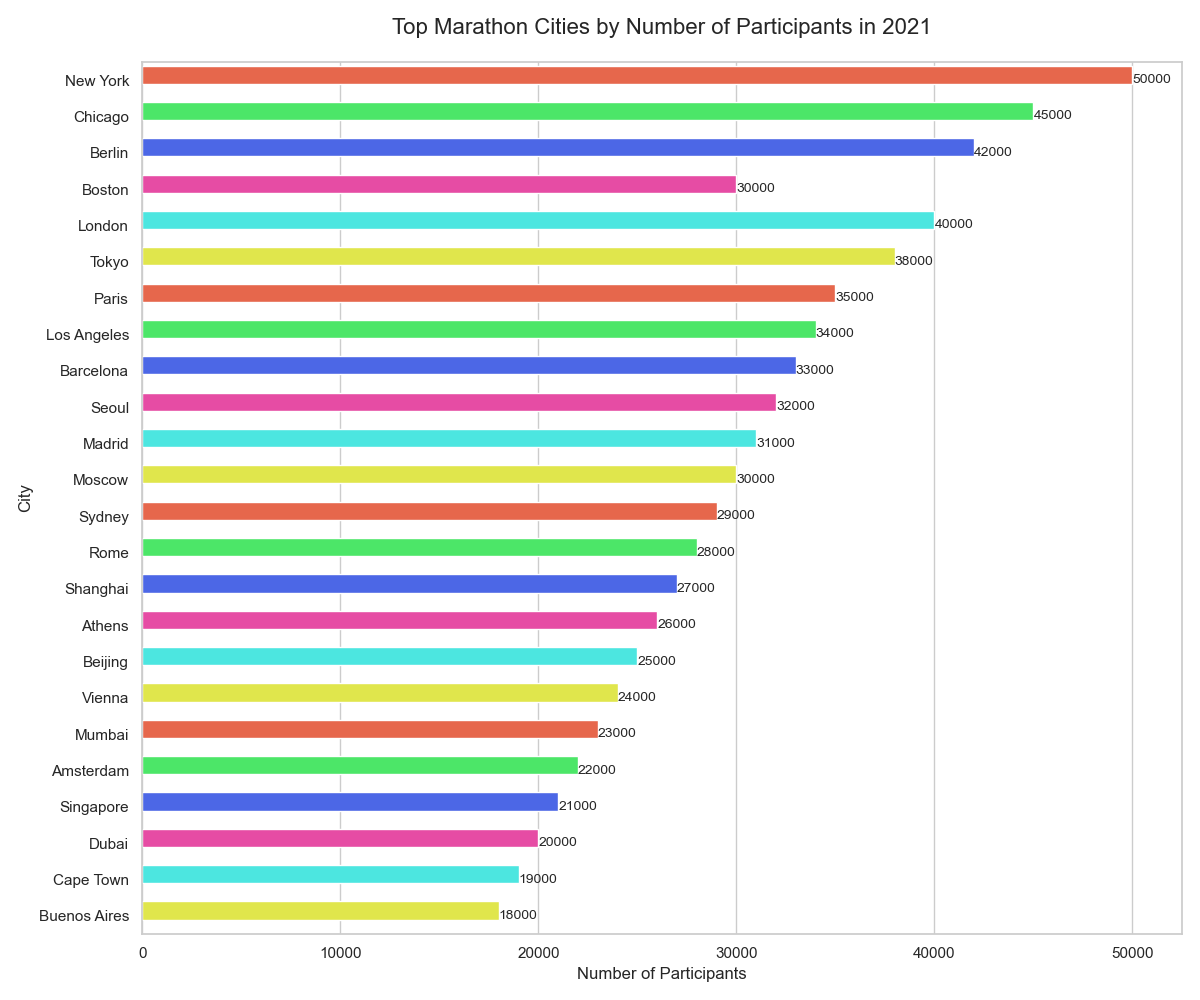 Top Marathon Cities by Number of Participants in 2021
New York 50000
Chicago 45000
Berlin 42000
Boston 30000
London 40000
Tokyo 38000
Paris 35000
Los Angeles 34000
Barcelona 33000
Seoul 32000
Madrid 31000
Moscow 30000
Sydney 29000
Rome 28000
Shanghai 27000
Athens 26000
Beijing 25000
Vienna 24000
Mumbai 23000
Amsterdam 22000
Singapore 21000
Dubai 20000
Cape Town 19000
Buenos Aires 18000
City
0 10000 20000 30000 40000 50000
Number of Participants